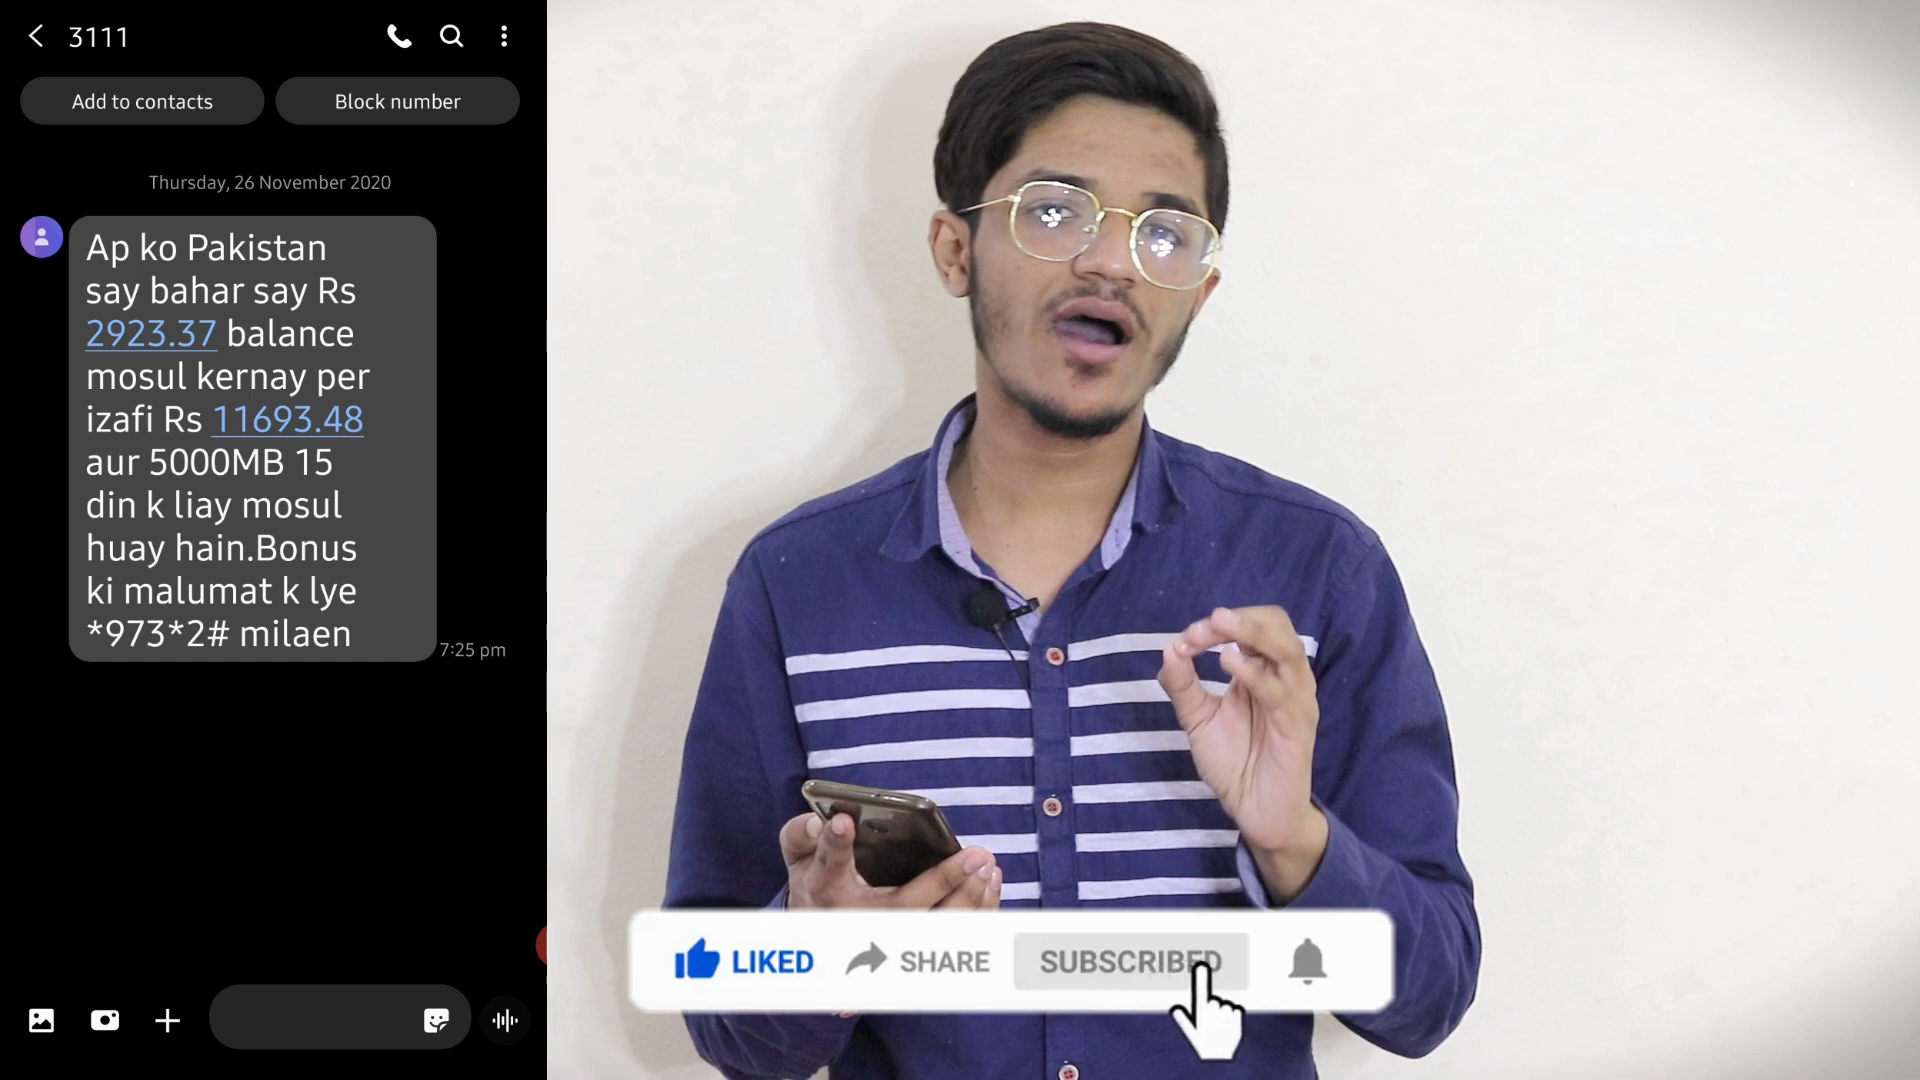 3111
Add to contacts
Block number
Thursday, 26 November 2020
Ap ko Pakistan
say bahar say Rs
2923.37 balance
mosul kernay per
izafi Rs 11693.48
aur 5000MB 15
din k liay mosul
huay hain.Bonus
ki malumat k lye
*973*2# milaen
7:25 pm
LIKED
SHARE
SUBSCRIBED